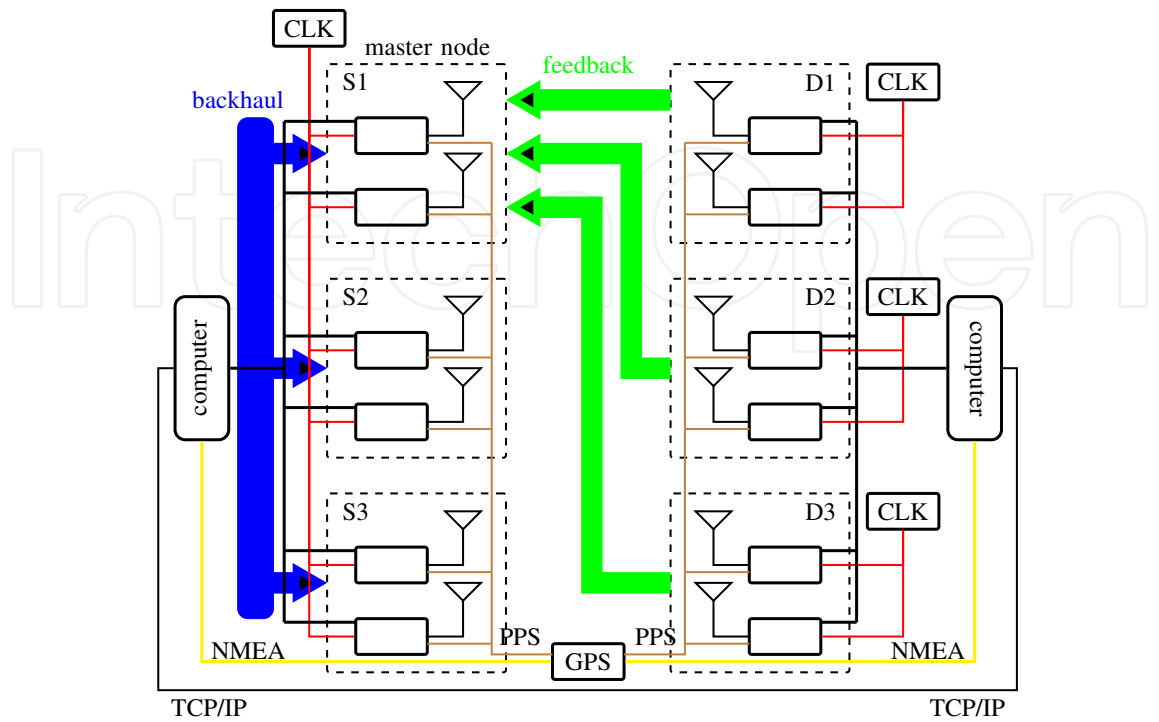 CLK
master node
feedback
S1
D1
CLK
backhaul
IntechOpen
S2
D2
CLK
computer
computer
S3
D3
CLK
PPS
PPS
NMEA
GPS
NMEA
TCP/IP
TCP/IP